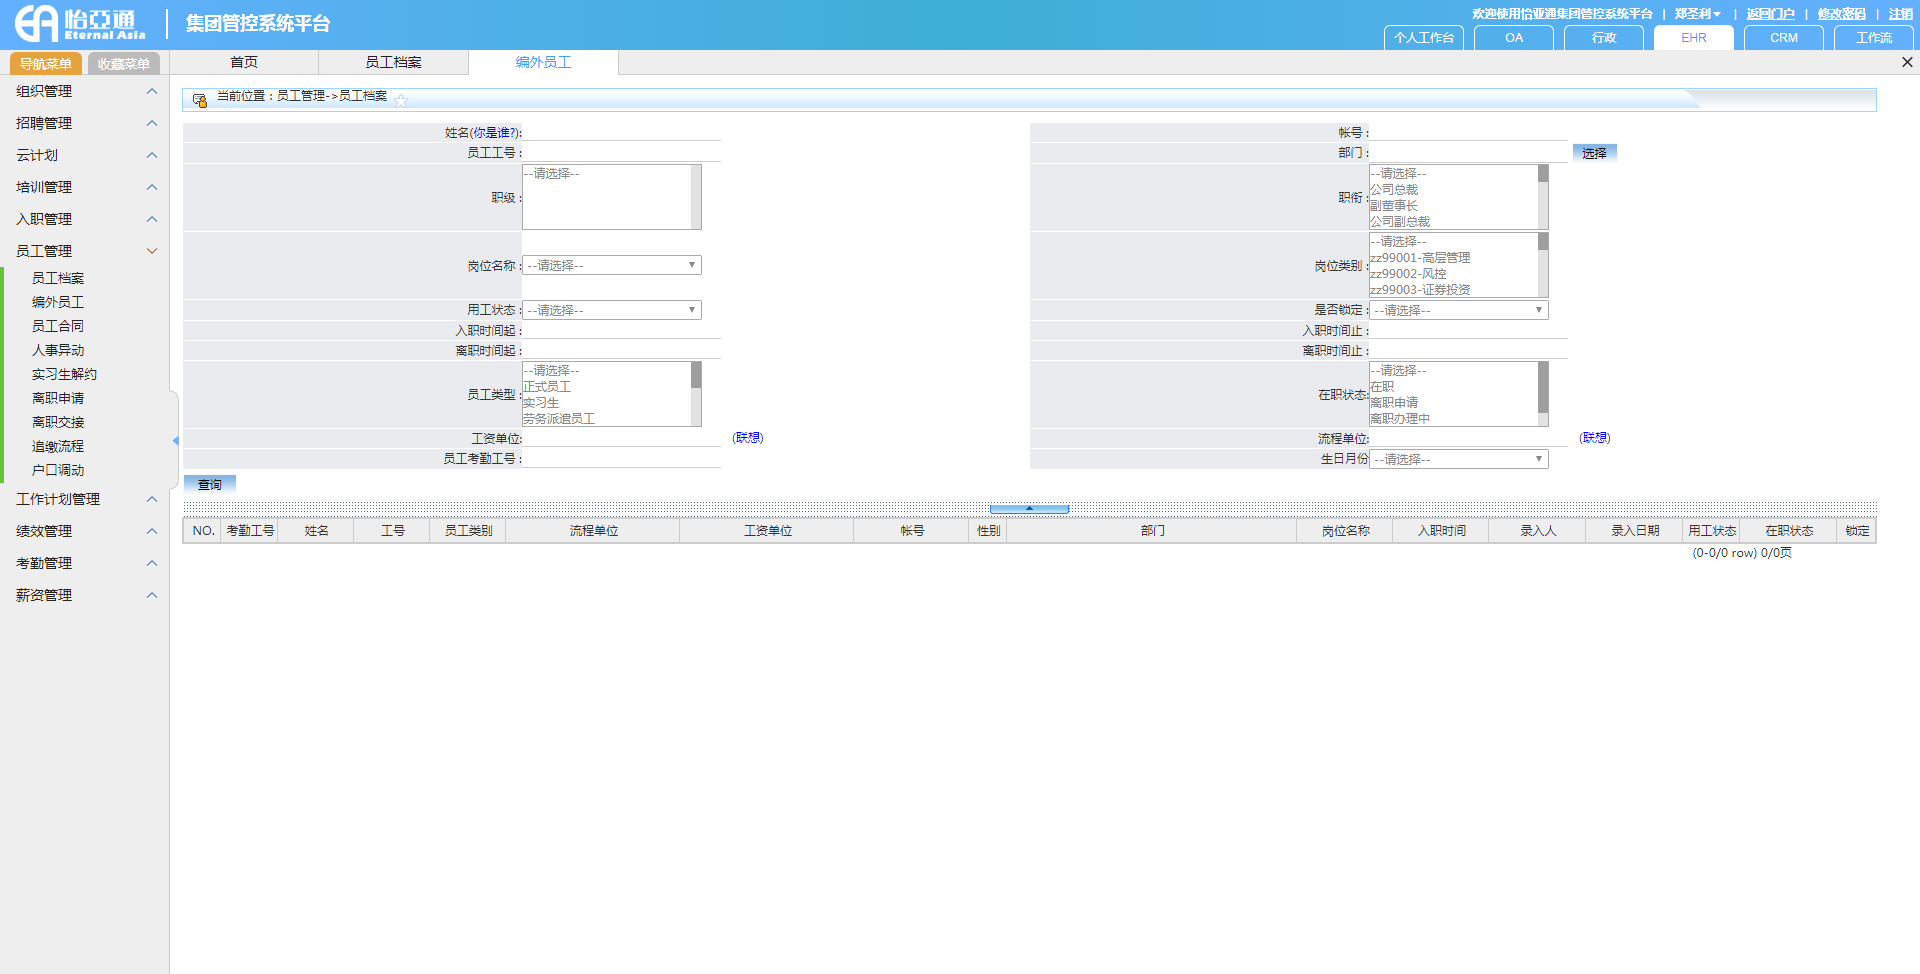 怡亞通 Eternal Asia
集团管控系统平台
欢迎使用怡亚通集团管控系统平台 | 郑圣利 | 返回门户 | 修改密码 | 注销
个人工作台 OA 行政 EHR CRM 工作流
导航菜单 收藏菜单 首页 员工档案 编外员工
组织管理
招聘管理
云计划
培训管理
入职管理
员工管理
员工档案
编外员工
员工合同
人事异动
实习生解约
离职申请
离职交接
追缴流程
户口调动
工作计划管理
绩效管理
考勤管理
薪资管理
当前位置：员工管理->员工档案
姓名(你是谁?): 帐号：
员工工号： 部门： 选择
职级： --请选择--
职衔： --请选择--
公司总裁
副董事长
公司副总裁
岗位名称： --请选择--
岗位类别： --请选择--
zz99001-高层管理
zz99002-风控
zz99003-证券投资
用工状态： --请选择-- 是否锁定： --请选择--
入职时间起： 入职时间止：
离职时间起： 离职时间止：
员工类型： --请选择--
正式员工
实习生
劳务派遣员工
在职状态: --请选择--
在职
离职申请
离职办理中
工资单位: (联想) 流程单位: (联想)
员工考勤工号： 生日月份 --请选择--
查询
NO. 考勤工号 姓名 工号 员工类别 流程单位 工资单位 帐号 性别 部门 岗位名称 入职时间 录入人 录入日期 用工状态 在职状态 锁定
(0-0/0 row) 0/0页